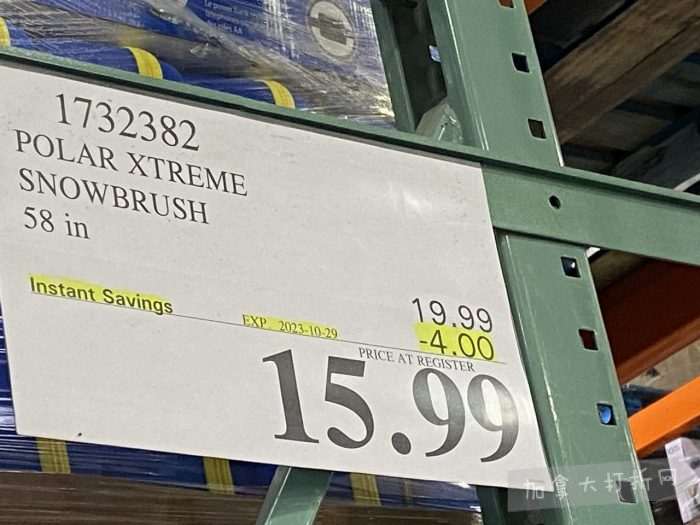 1732382
POLAR XTREME
SNOWBRUSH
58 in
19.99
Instant Savings EXP. 2023-10-29 -4.00
PRICE AT REGISTER
15.99
加拿大打折网